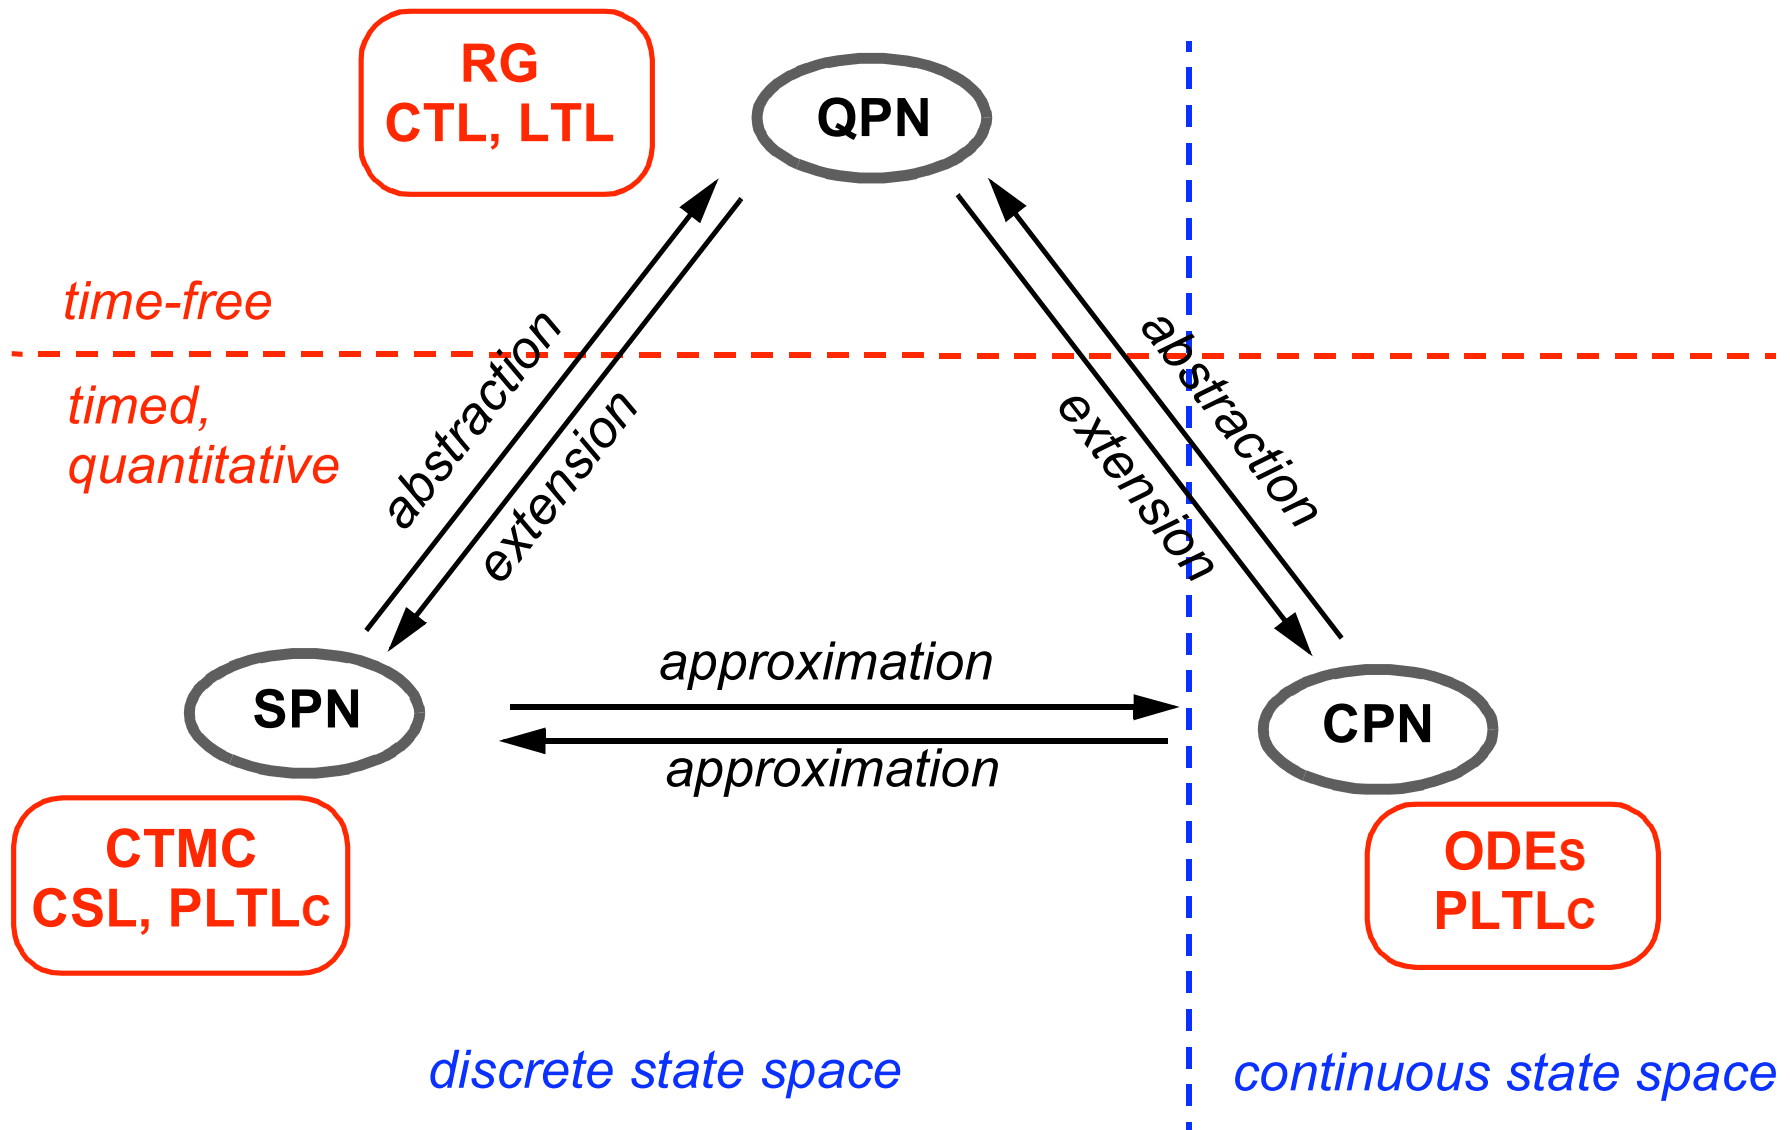 RG
CTL, LTL
QPN
time-free
timed,
quantitative
abstraction
extension
abstraction
extension
SPN
approximation
approximation
CPN
CTMC
CSL, PLTLC
ODES
PLTLC
discrete state space
continuous state space